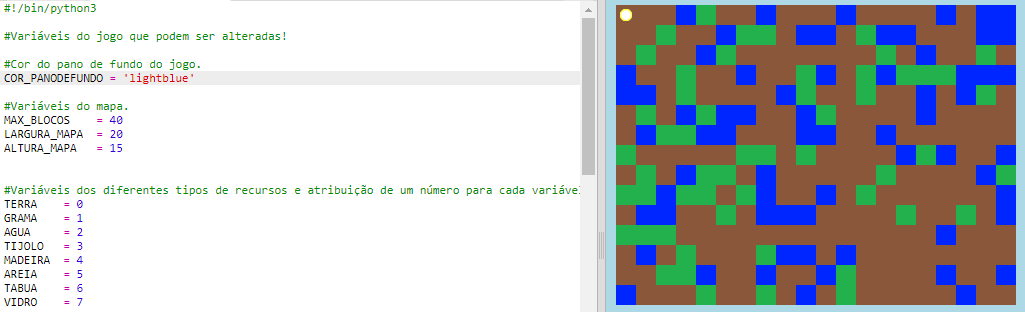 #!/bin/python3
#Variáveis do jogo que podem ser alteradas!
#Cor do pano de fundo do jogo.
COR_PANODEFUNDO = 'lightblue'
#Variáveis do mapa.
MAX_BLOCOS    = 40
LARGURA_MAPA  = 20
ALTURA_MAPA   = 15
#Variáveis dos diferentes tipos de recursos e atribuição de um número para cada variáve
TERRA    = 0
GRAMA    = 1
AGUA     = 2
TIJOLO   = 3
MADEIRA  = 4
AREIA    = 5
TABUA    = 6
VIDRO    = 7